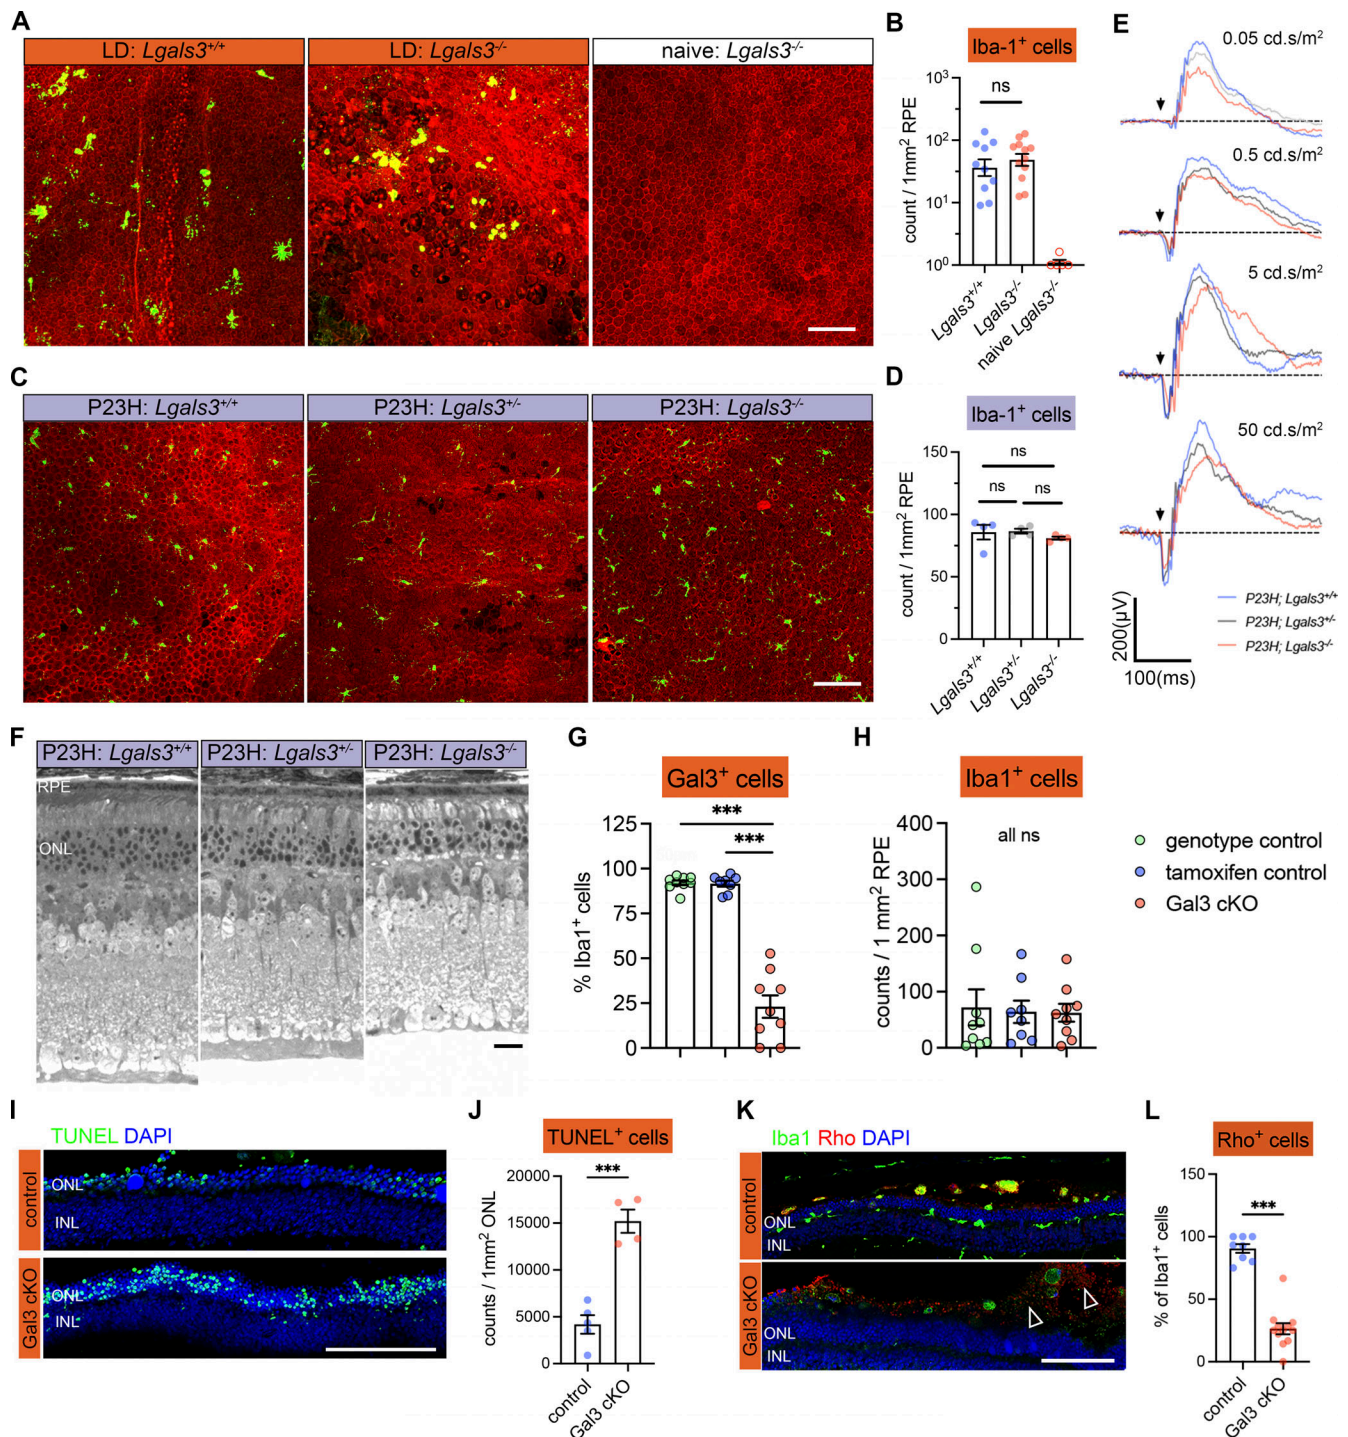 A
LD: Lgals3+/+
LD: Lgals3-/-
naive: Lgals3-/-
B
Iba-1+ cells
count / 1mm2 RPE
103
102
101
100
ns
Lgals3+/+
Lgals3-/-
naive Lgals3-/-
E
0.05 cd.s/m2
0.5 cd.s/m2
5 cd.s/m2
50 cd.s/m2
200(μV)
100(ms)
P23H; Lgals3+/+
P23H; Lgals3+/-
P23H; Lgals3-/-
C
P23H: Lgals3+/+
P23H: Lgals3+/-
P23H: Lgals3-/-
D
Iba-1+ cells
count / 1mm2 RPE
150
100
50
0
ns
ns
ns
Lgals3+/+
Lgals3+/-
Lgals3-/-
F
P23H: Lgals3+/+
P23H: Lgals3+/-
P23H: Lgals3-/-
RPE
ONL
G
Gal3+ cells
% Iba1+ cells
125
100
75
50
25
0
***
***
H
Iba1+ cells
counts / 1 mm2 RPE
400
300
200
100
0
all ns
genotype control
tamoxifen control
Gal3 cKO
I
TUNEL DAPI
control
ONL
INL
Gal3 cKO
ONL
INL
J
TUNEL+ cells
counts / 1mm2 ONL
20000
15000
10000
5000
0
***
control
Gal3 cKO
K
Iba1 Rho DAPI
control
ONL
INL
Gal3 cKO
ONL
INL
L
Rho+ cells
% of Iba1+ cells
150
100
50
0
***
control
Gal3 cKO